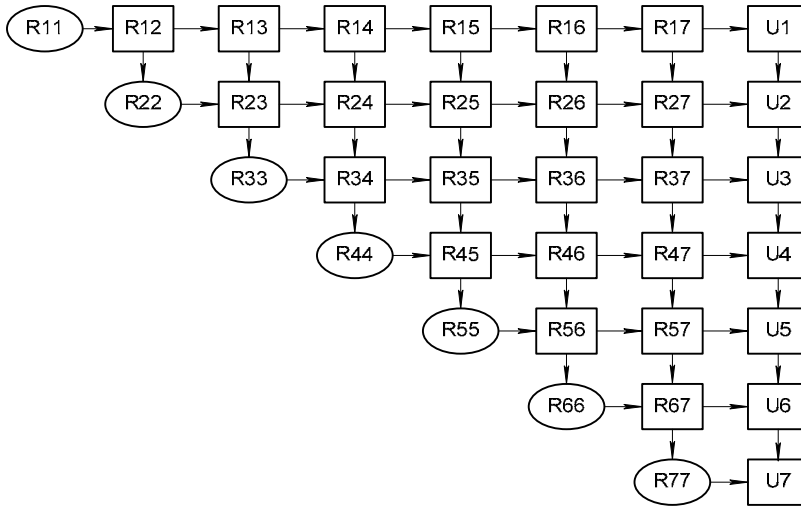 R11 R12 R13 R14 R15 R16 R17 U1
R22 R23 R24 R25 R26 R27 U2
R33 R34 R35 R36 R37 U3
R44 R45 R46 R47 U4
R55 R56 R57 U5
R66 R67 U6
R77 U7